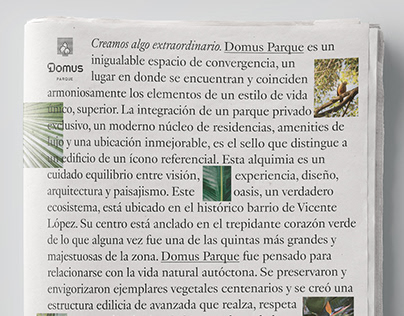 Domus
PARQUE
Creamos algo extraordinario. Domus Parque es un
inigualable espacio de convergencia, un
lugar en donde se encuentran y coinciden
armoniosamente los elementos de un estilo de vida
único, superior. La integración de un parque privado
exclusivo, un moderno núcleo de residencias, amenities de
lujo y una ubicación inmejorable, es el sello que distingue a
un edificio de un ícono referencial. Esta alquimia es un
cuidado equilibrio entre visión, experiencia, diseño,
arquitectura y paisajismo. Este oasis, un verdadero
ecosistema, está ubicado en el histórico barrio de Vicente
López. Su centro está anclado en el trepidante corazón verde
de lo que alguna vez fue una de las quintas más grandes y
majestuosas de la zona. Domus Parque fue pensado para
relacionarse con la vida natural autóctona. Se preservaron y
envigorizaron ejemplares vegetales centenarios y se creó una
estructura edilicia de avanzada que realza, respeta